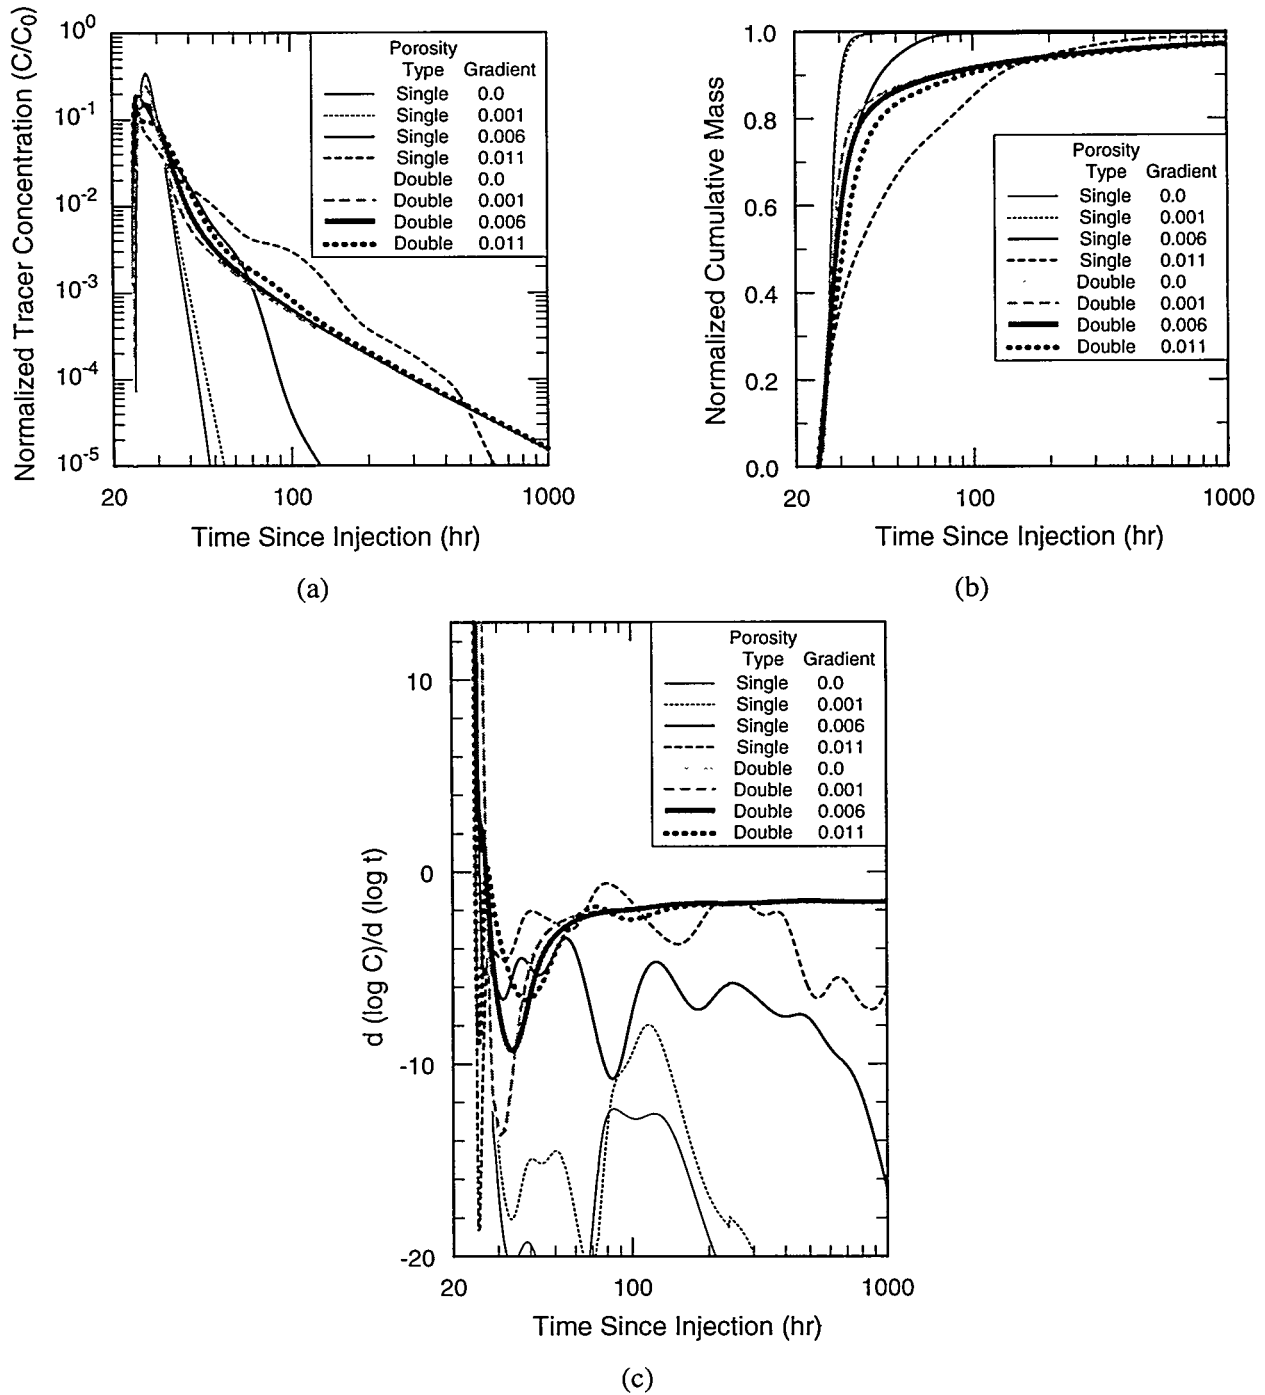 Normalized Tracer Concentration (C/C₀)
10⁰
10⁻¹
10⁻²
10⁻³
10⁻⁴
10⁻⁵
20
100
1000
Time Since Injection (hr)
Porosity
Type Gradient
Single 0.0
Single 0.001
Single 0.006
Single 0.011
Double 0.0
Double 0.001
Double 0.006
Double 0.011
(a)
Normalized Cumulative Mass
1.0
0.8
0.6
0.4
0.2
0.0
20
100
1000
Time Since Injection (hr)
Porosity
Type Gradient
Single 0.0
Single 0.001
Single 0.006
Single 0.011
Double 0.0
Double 0.001
Double 0.006
Double 0.011
(b)
d (log C)/d (log t)
10
0
-10
-20
20
100
1000
Time Since Injection (hr)
Porosity
Type Gradient
Single 0.0
Single 0.001
Single 0.006
Single 0.011
Double 0.0
Double 0.001
Double 0.006
Double 0.011
(c)